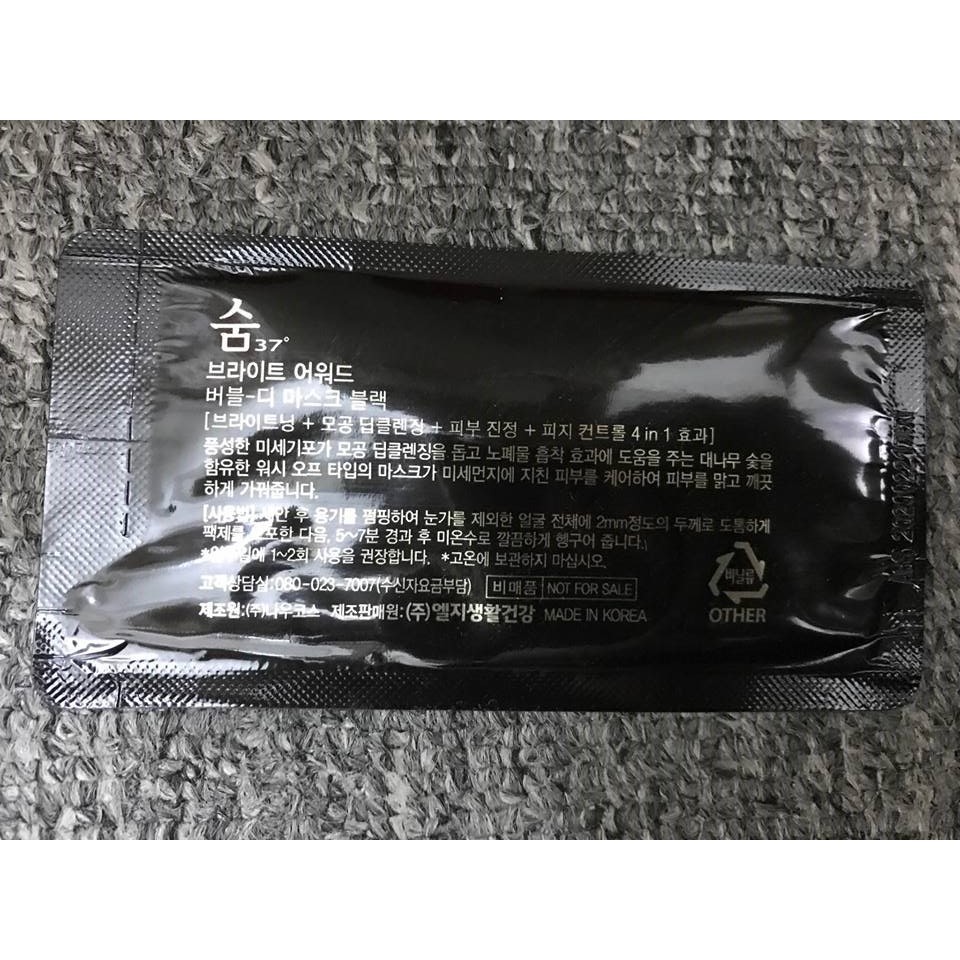 숨37°
브라이트 어워드
버블-디 마스크 블랙
[브라이트닝 + 모공 딥클렌징 + 피부 진정 + 피지 컨트롤 4 in 1 효과]
풍성한 미세기포가 모공 딥클렌징을 돕고 노폐물 흡착 효과에 도움을 주는 대나무 숯을
함유한 워시 오프 타입의 마스크가 미세먼지에 지친 피부를 케어하여 피부를 맑고 깨끗
하게 가꿔줍니다.
[사용법] 세안 후 용기를 펌핑하여 눈가를 제외한 얼굴 전체에 2mm정도의 두께로 도톰하게
팩제를 도포한 다음, 5~7분 경과 후 미온수로 깔끔하게 헹구어 줍니다.
*일주일에 1~2회 사용을 권장합니다. *고온에 보관하지 마십시오.
고객상담실:080-023-7007(수신자요금부담) 비매품 NOT FOR SALE
제조원:(주)나우코스 제조판매원:(주)엘지생활건강 MADE IN KOREA
비닐류
OTHER